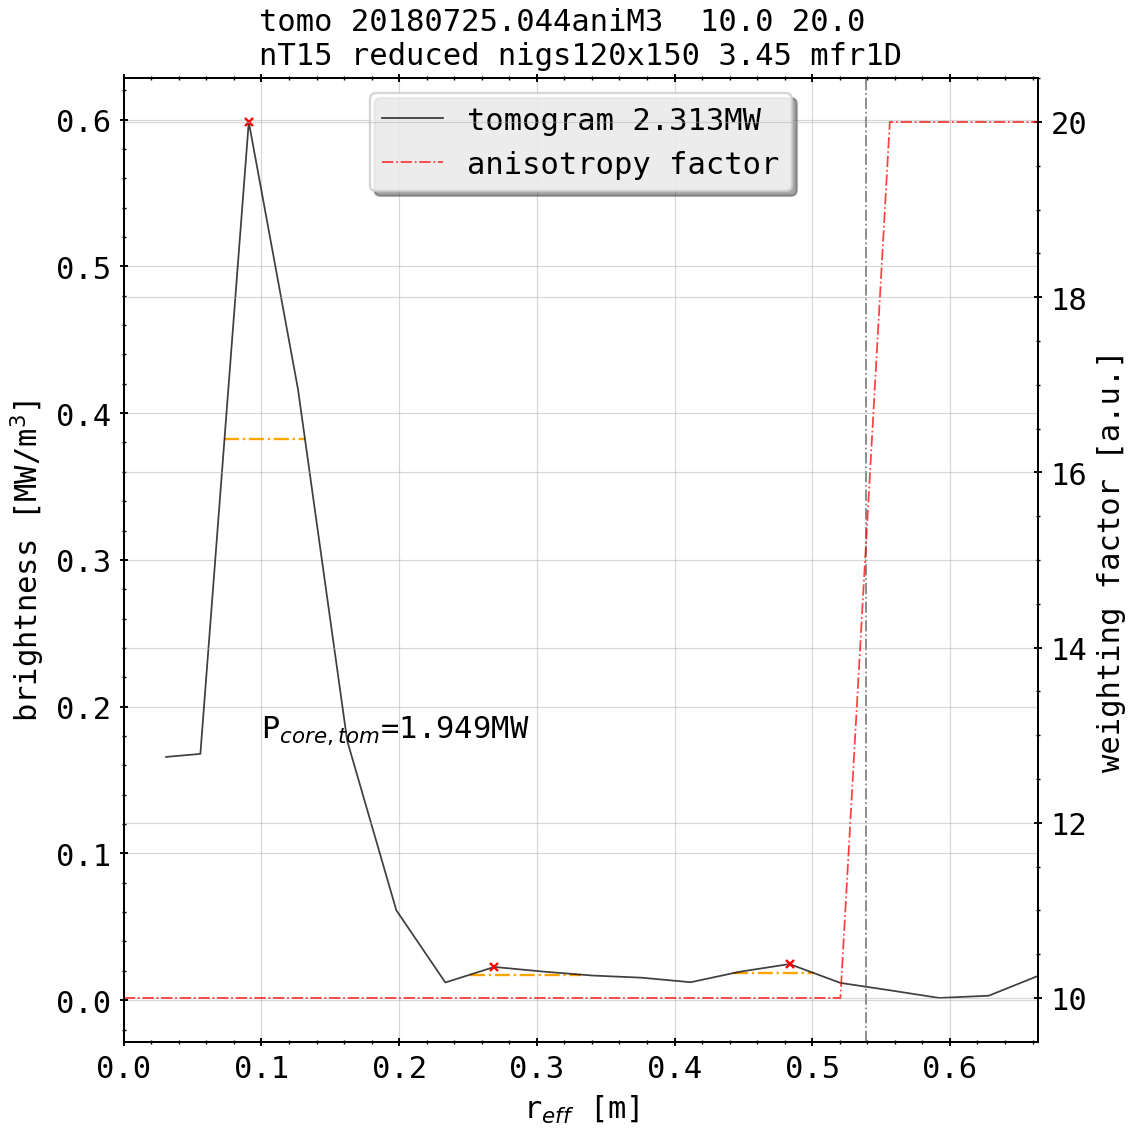 tomo 20180725.044aniM3  10.0 20.0
nT15 reduced nigs120x150 3.45 mfr1D
tomogram 2.313MW
anisotropy factor
0.6
0.5
0.4
0.3
0.2
0.1
0.0
brightness [MW/m³]
P_core,tom=1.949MW
20
18
16
14
12
10
weighting factor [a.u.]
0.0 0.1 0.2 0.3 0.4 0.5 0.6
r_eff [m]